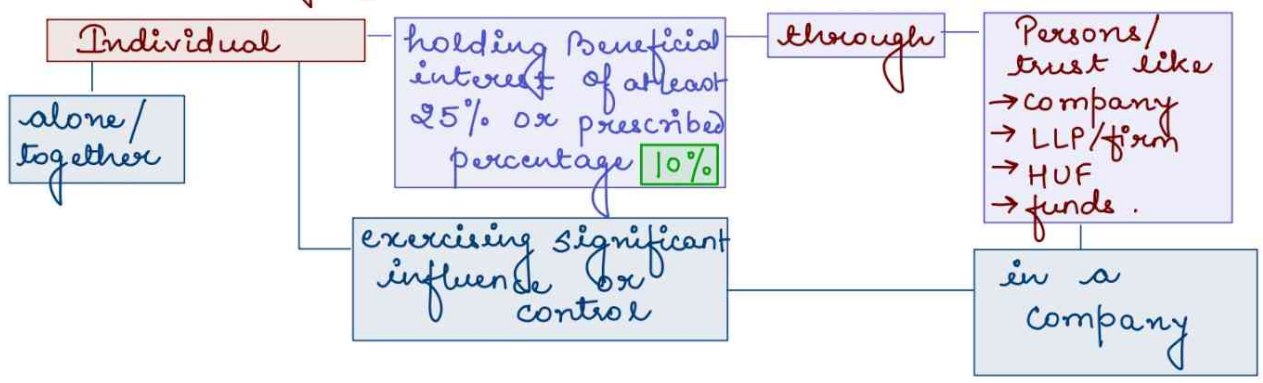 Individual
alone/
together
holding Beneficial
interest of atleast
25% or prescribed
percentage 10%
through
Persons/
trust like
→ company
→ LLP/firm
→ HUF
→ funds.
exercising significant
influence or
control
in a
company